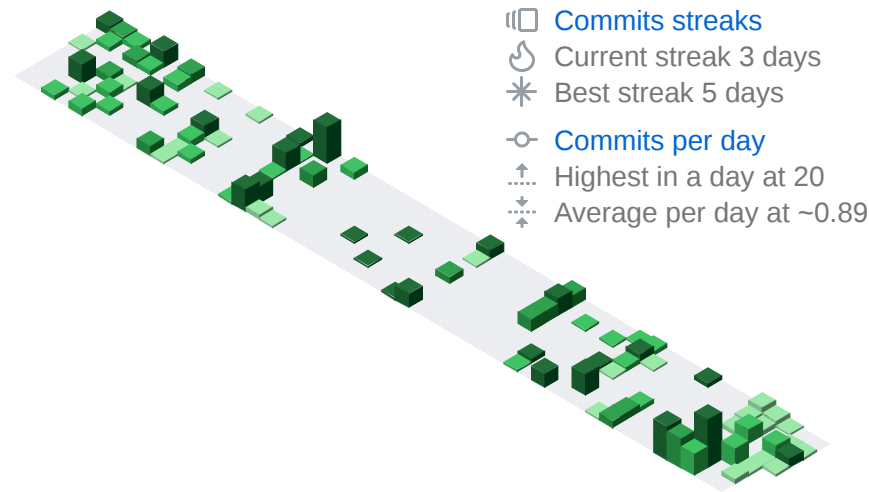 Commits streaks
Current streak 3 days
Best streak 5 days
Commits per day
Highest in a day at 20
Average per day at ~0.89